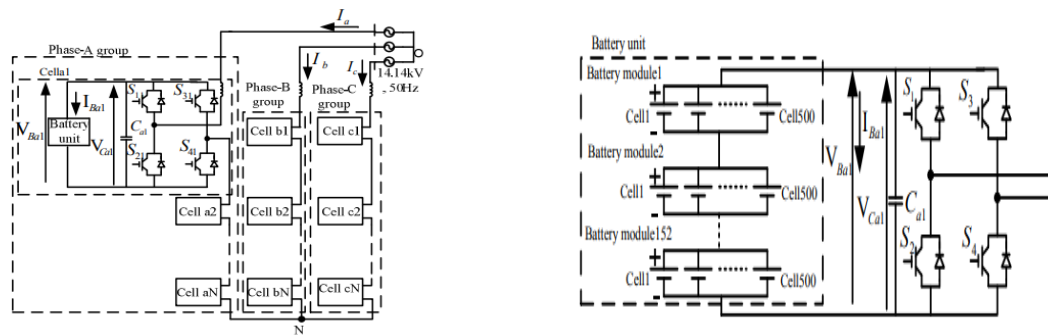 Phase-A group
Cella1
I_Ba1
V_Ba1
Battery
unit
V_Ca1
C_a1
S_11
S_31
S_21
S_41
I_a
I_b
I_c
14.14kV
, 50Hz
Phase-B
group
Phase-C
group
Cell b1
Cell c1
Cell a2
Cell b2
Cell c2
Cell aN
Cell bN
Cell cN
N
Battery unit
Battery module1
+
Cell1
-
Cell500
Battery module2
+
Cell1
-
Cell500
Battery module152
+
Cell1
-
Cell500
V_Ba1
V_Ca1
I_Ba1
C_a1
S_1
S_3
S_2
S_4